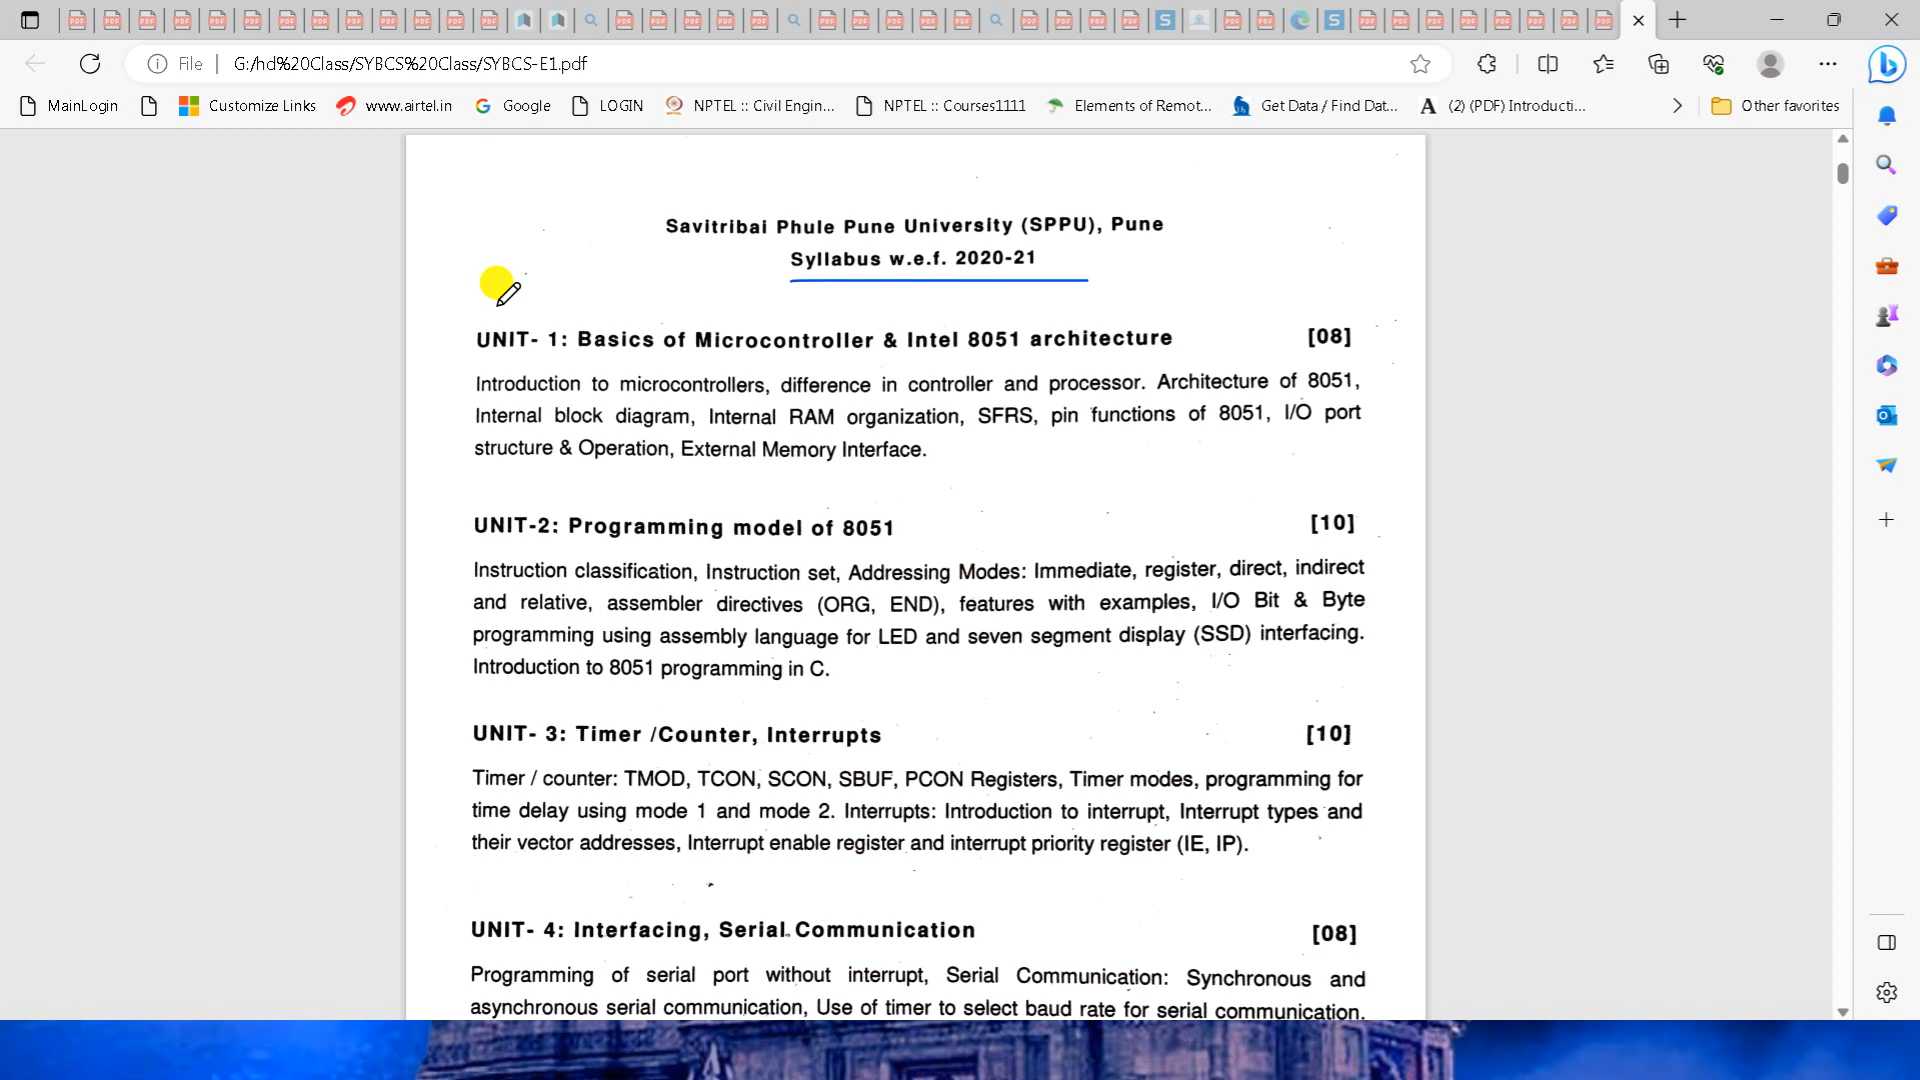 File
G:/hd%20Class/SYBCS%20Class/SYBCS-E1.pdf
MainLogin
Customize Links
www.airtel.in
Google
LOGIN
NPTEL :: Civil Engin...
NPTEL :: Courses1111
Elements of Remot...
Get Data / Find Dat...
(2) (PDF) Introducti...
Other favorites
Savitribai Phule Pune University (SPPU), Pune
Syllabus w.e.f. 2020-21
UNIT- 1: Basics of Microcontroller & Intel 8051 architecture [08]
Introduction to microcontrollers, difference in controller and processor. Architecture of 8051,
Internal block diagram, Internal RAM organization, SFRS, pin functions of 8051, I/O port
structure & Operation, External Memory Interface.
UNIT-2: Programming model of 8051 [10]
Instruction classification, Instruction set, Addressing Modes: Immediate, register, direct, indirect
and relative, assembler directives (ORG, END), features with examples, I/O Bit & Byte
programming using assembly language for LED and seven segment display (SSD) interfacing.
Introduction to 8051 programming in C.
UNIT- 3: Timer /Counter, Interrupts [10]
Timer / counter: TMOD, TCON, SCON, SBUF, PCON Registers, Timer modes, programming for
time delay using mode 1 and mode 2. Interrupts: Introduction to interrupt, Interrupt types and
their vector addresses, Interrupt enable register and interrupt priority register (IE, IP).
UNIT- 4: Interfacing, Serial Communication [08]
Programming of serial port without interrupt, Serial Communication: Synchronous and
asynchronous serial communication, Use of timer to select baud rate for serial communication.